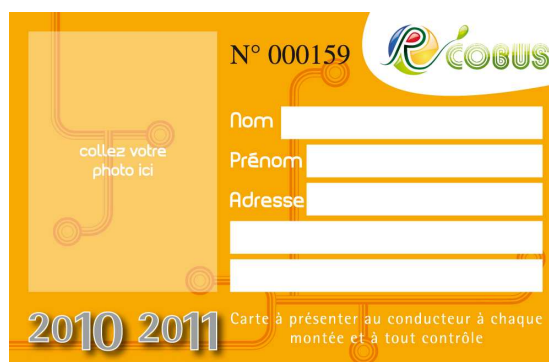 N° 000159
RÉCOBUS
Nom
collez votre
photo ici
Prénom
Adresse
2010 2011
Carte à présenter au conducteur à chaque
montée et à tout contrôle